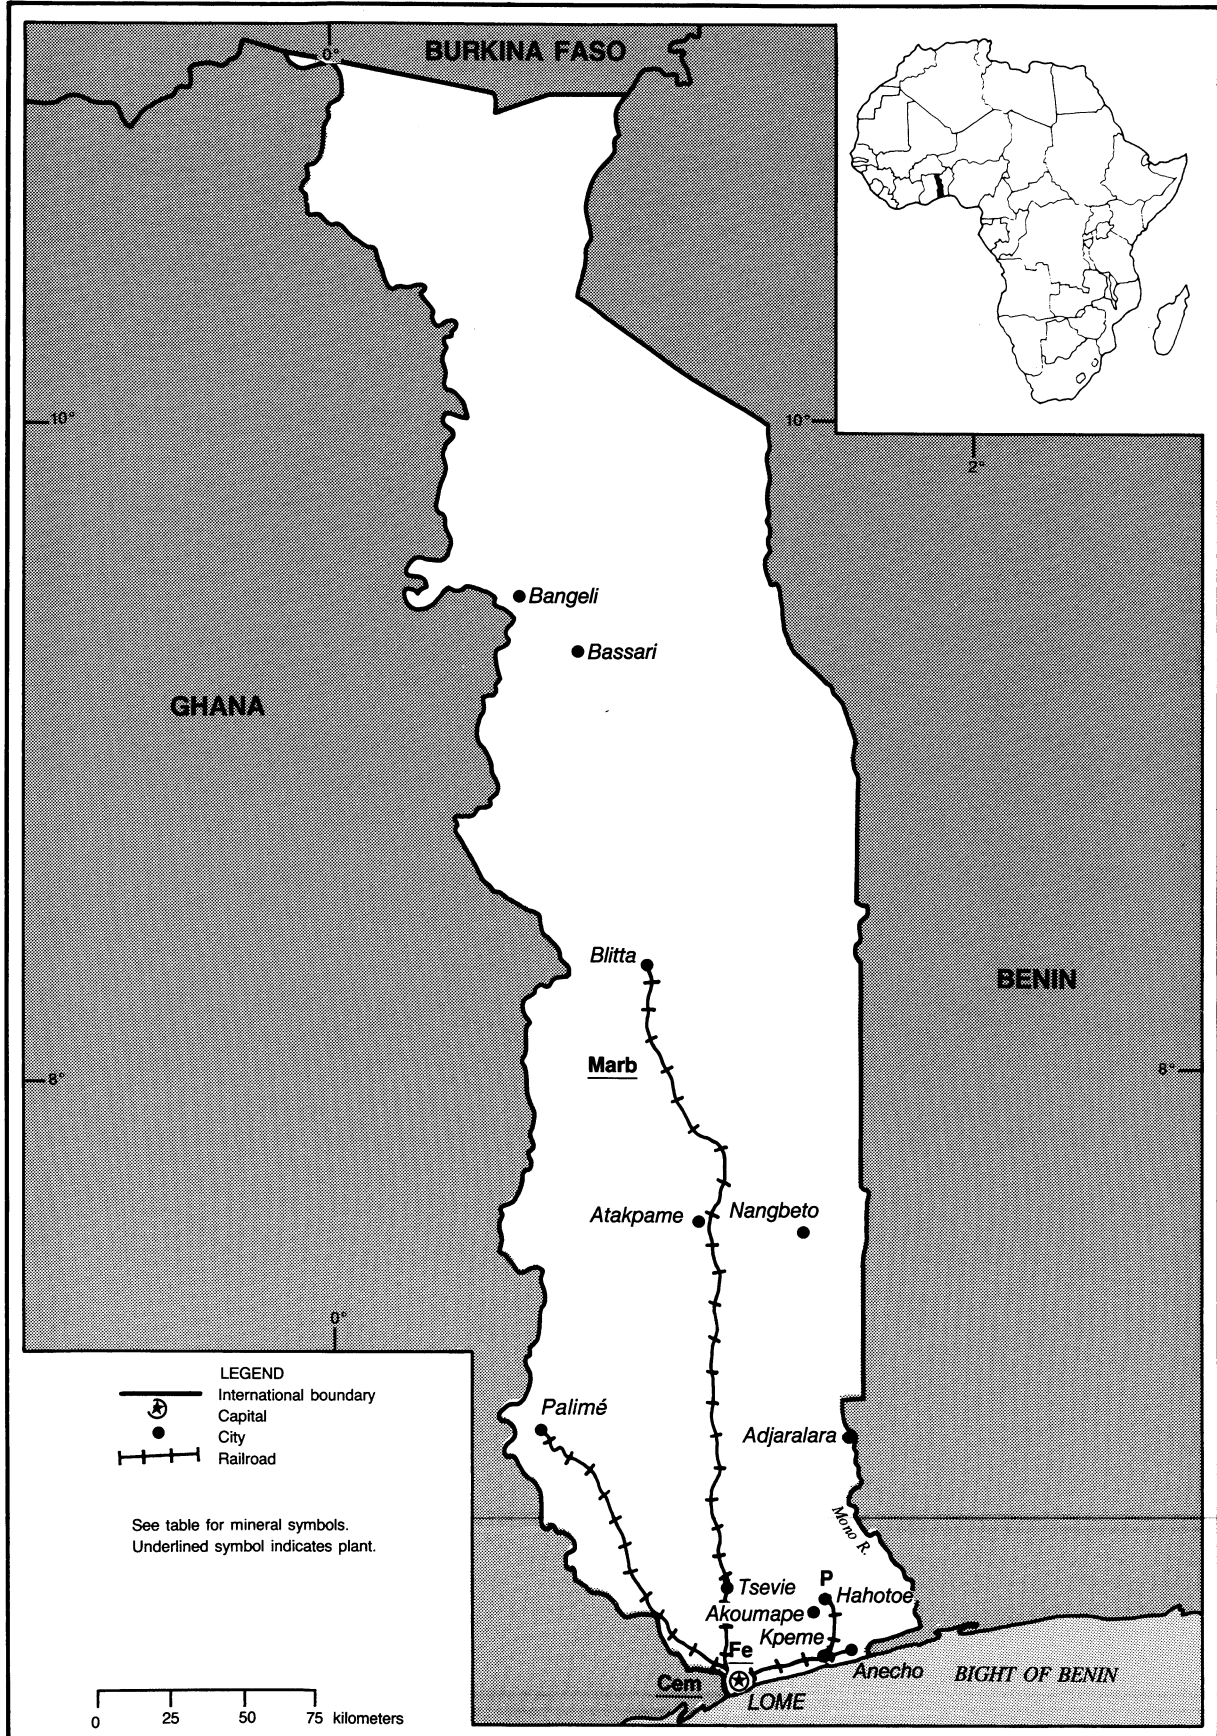 0°
BURKINA FASO
10°
10°
2°
Bangeli
Bassari
GHANA
Blitta
BENIN
Marb
8°
8°
Atakpame
Nangbeto
0°
LEGEND
International boundary
Capital
City
Railroad
Palimé
Adjaralara
See table for mineral symbols.
Underlined symbol indicates plant.
Mono R.
P
Tsevie
Hahotoe
Akoumape
Kpeme
Fe
Anecho
BIGHT OF BENIN
Cem
LOME
0 25 50 75 kilometers